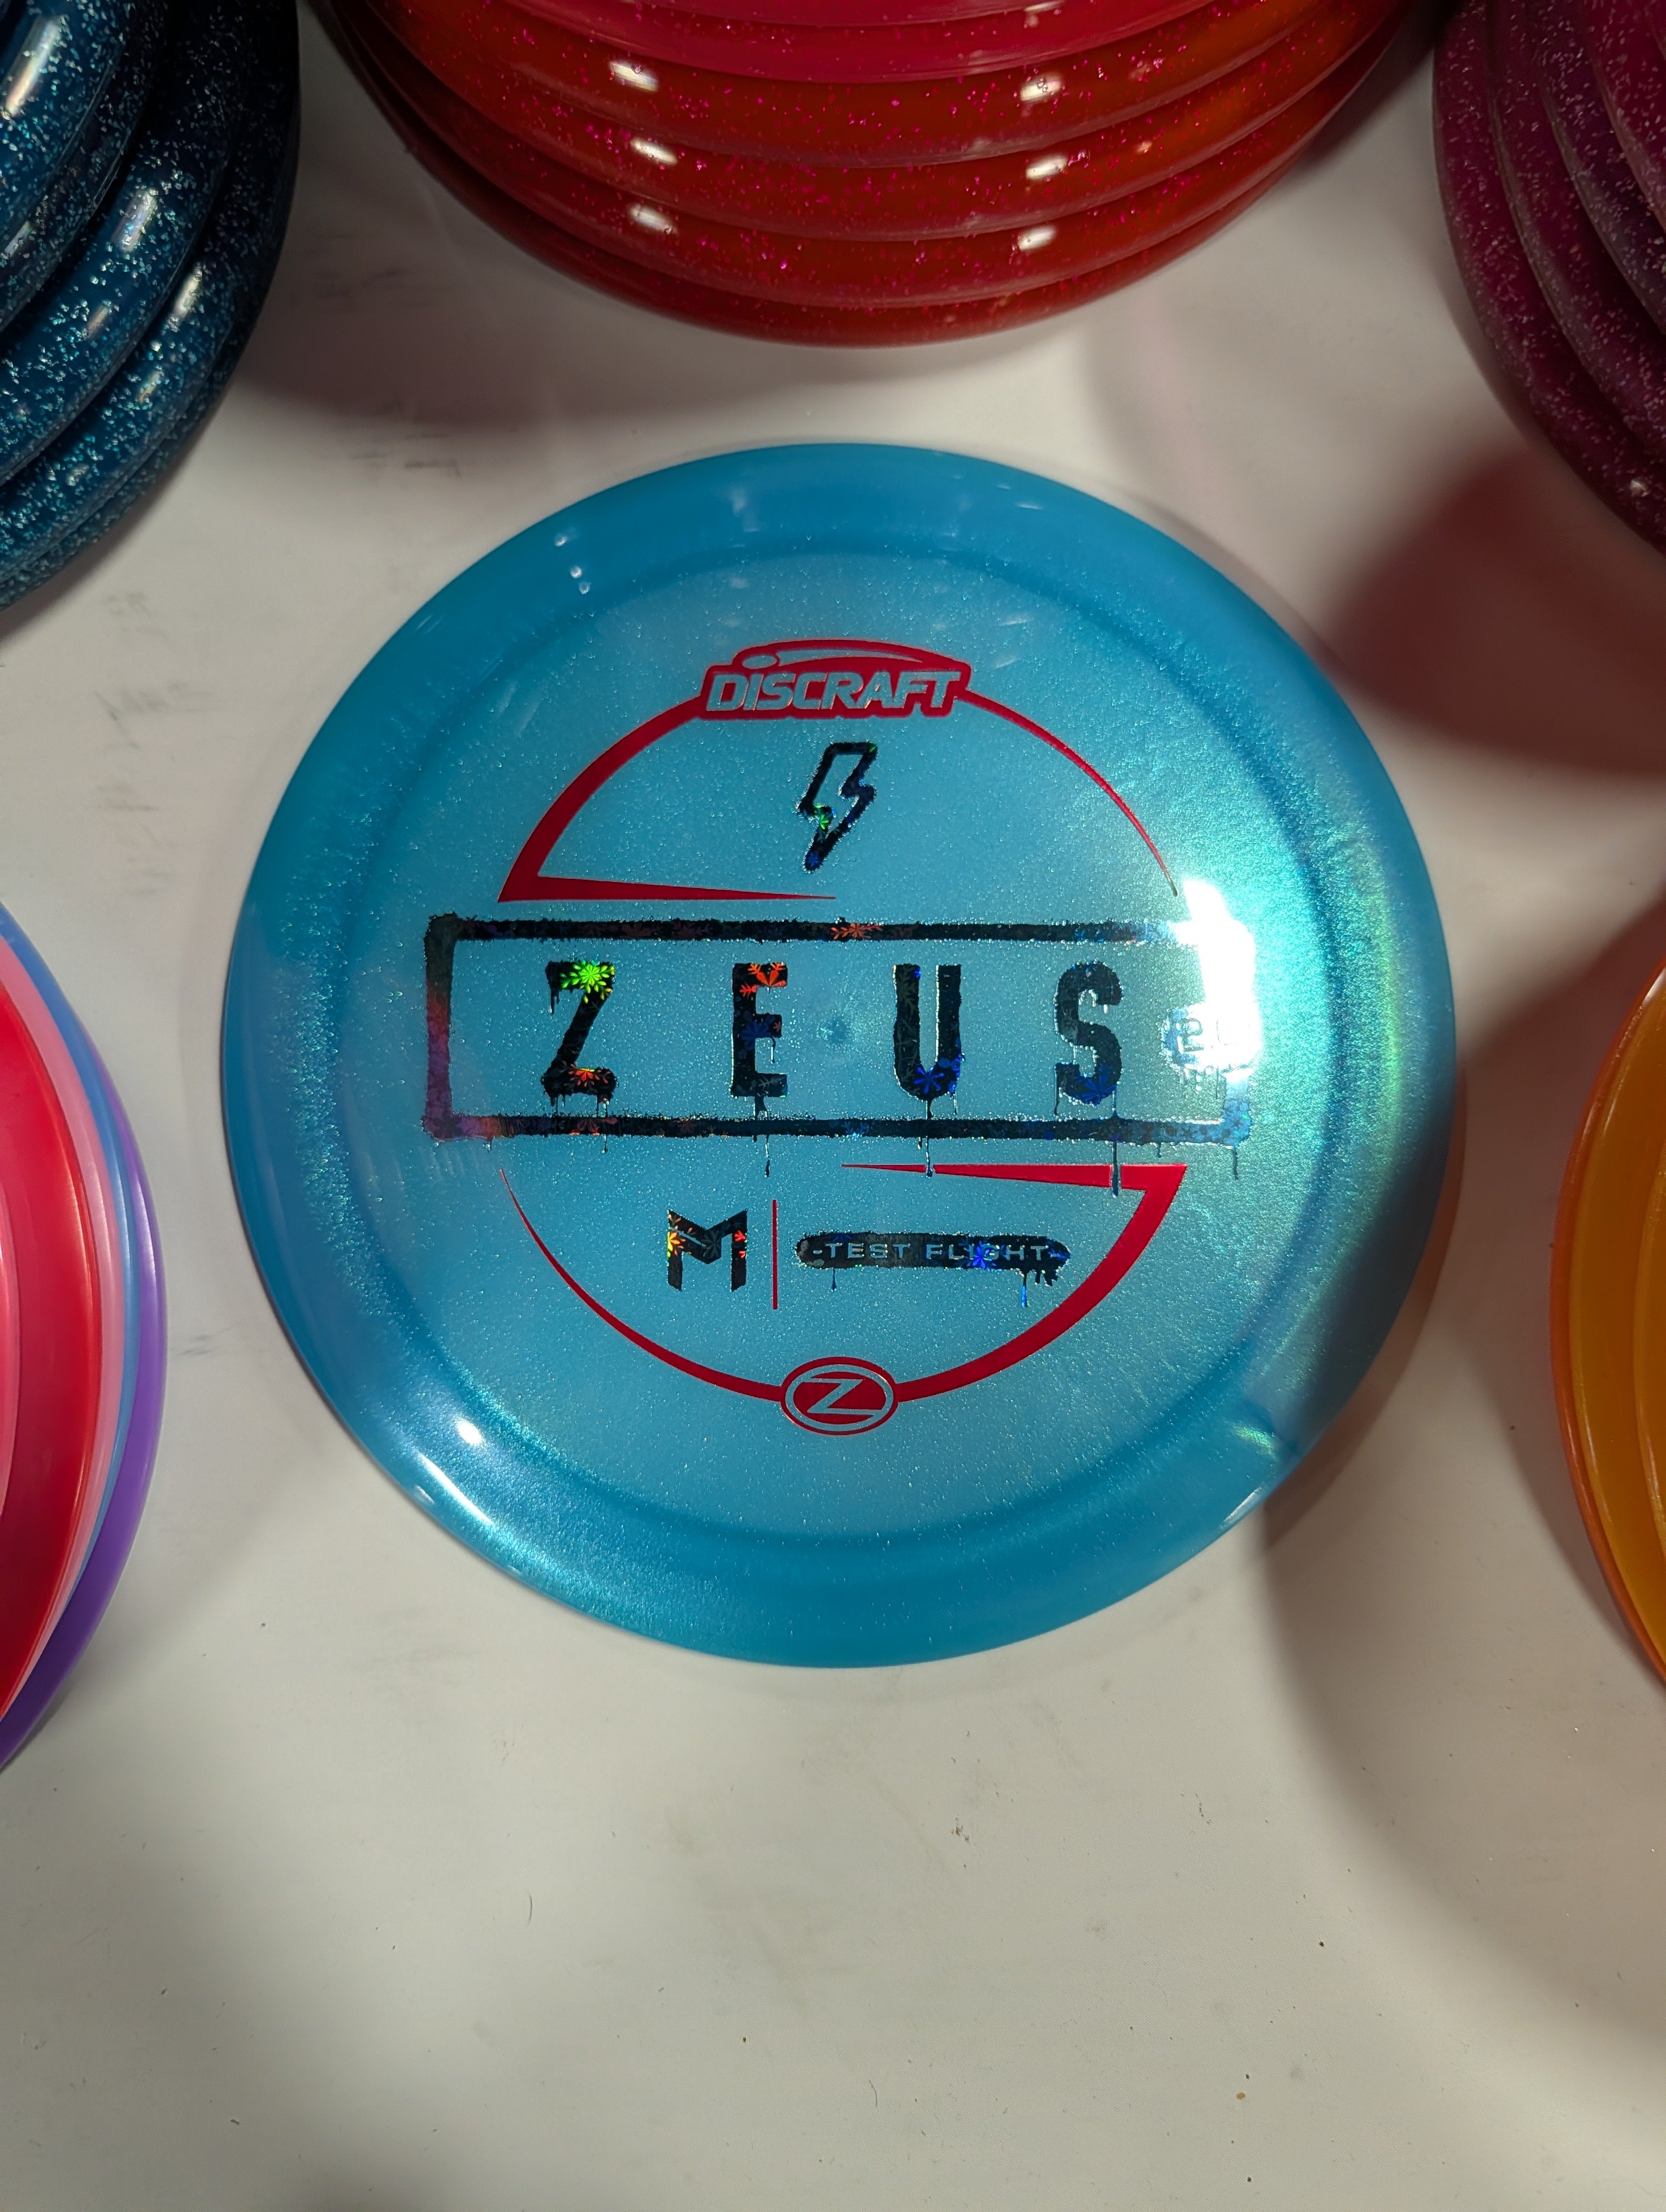 DISCRAFT
ZEUS
M
-TEST FLIGHT-
Z